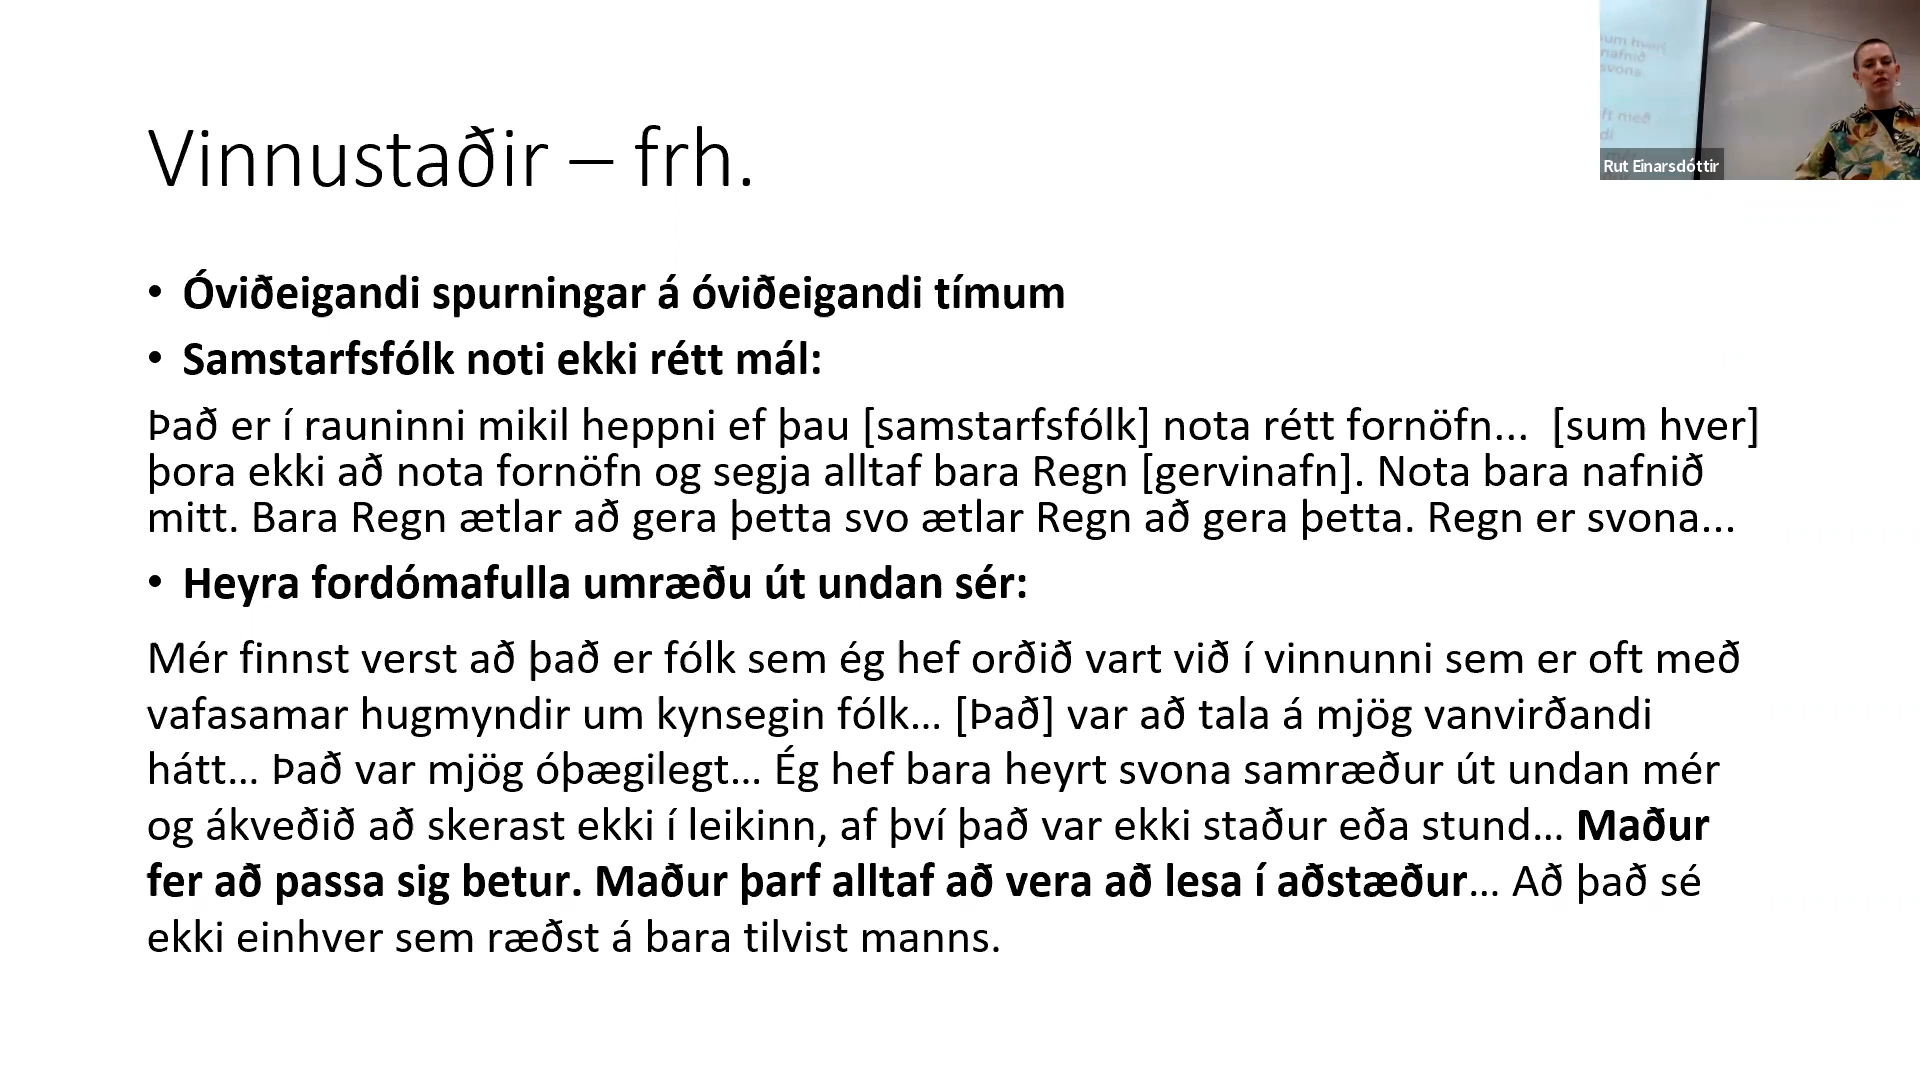 Vinnustaðir – frh.
• Óviðeigandi spurningar á óviðeigandi tímum
• Samstarfsfólk noti ekki rétt mál:
Það er í rauninni mikil heppni ef þau [samstarfsfólk] nota rétt fornöfn...  [sum hver]
þora ekki að nota fornöfn og segja alltaf bara Regn [gervinafn]. Nota bara nafnið
mitt. Bara Regn ætlar að gera þetta svo ætlar Regn að gera þetta. Regn er svona...
• Heyra fordómafulla umræðu út undan sér:
Mér finnst verst að það er fólk sem ég hef orðið vart við í vinnunni sem er oft með
vafasamar hugmyndir um kynsegin fólk… [Það] var að tala á mjög vanvirðandi
hátt… Það var mjög óþægilegt… Ég hef bara heyrt svona samræður út undan mér
og ákveðið að skerast ekki í leikinn, af því það var ekki staður eða stund… Maður
fer að passa sig betur. Maður þarf alltaf að vera að lesa í aðstæður… Að það sé
ekki einhver sem ræðst á bara tilvist manns.
sum hver]
nafnið
svona
ft með
di
Rut Einarsdóttir